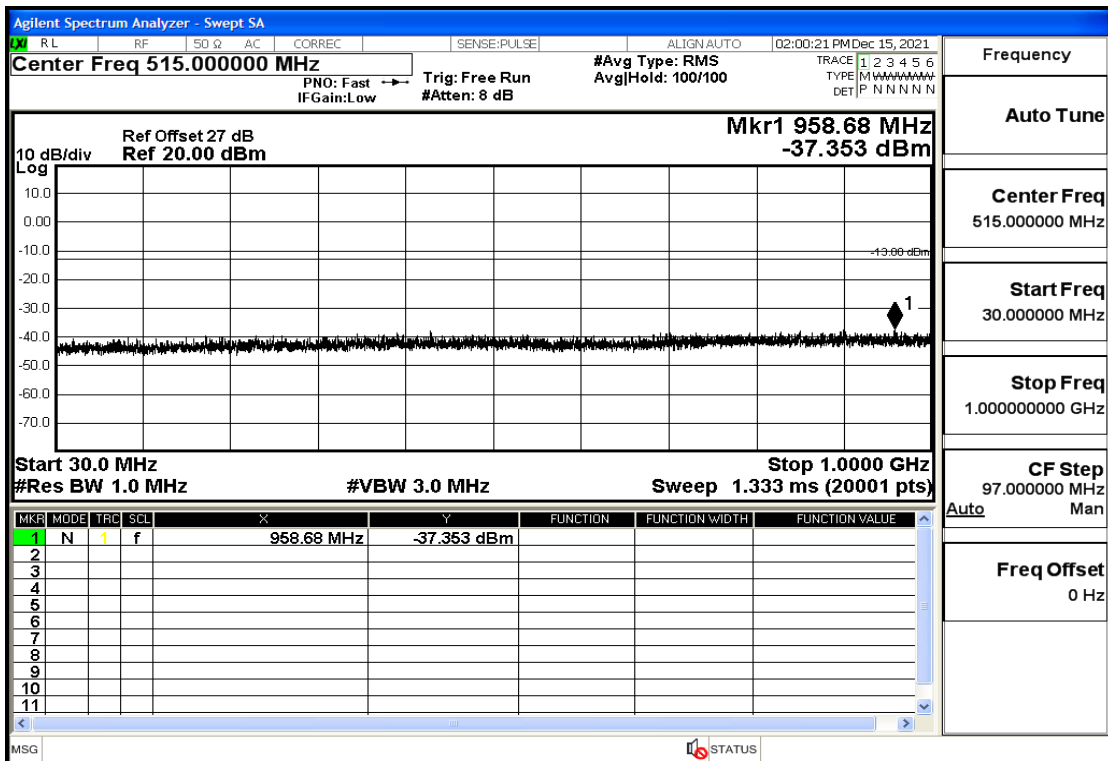 Agilent Spectrum Analyzer - Swept SA
LXI RL RF 50 Ω AC CORREC SENSE:PULSE ALIGN AUTO 02:00:21 PM Dec 15, 2021
Center Freq 515.000000 MHz
PNO: Fast
IFGain:Low
Trig: Free Run
#Atten: 8 dB
#Avg Type: RMS
Avg|Hold: 100/100
TRACE 1 2 3 4 5 6
TYPE M W W W W W
DET P N N N N N
Ref Offset 27 dB
10 dB/div Ref 20.00 dBm
Log
Mkr1 958.68 MHz
-37.353 dBm
10.0
0.00
-10.0
-13.00 dBm
-20.0
-30.0
1
-40.0
-50.0
-60.0
-70.0
Start 30.0 MHz Stop 1.0000 GHz
#Res BW 1.0 MHz #VBW 3.0 MHz Sweep 1.333 ms (20001 pts)
MKR MODE TRC SCL X Y FUNCTION FUNCTION WIDTH FUNCTION VALUE
1 N 1 f 958.68 MHz -37.353 dBm
2
3
4
5
6
7
8
9
10
11
MSG STATUS
Frequency
Auto Tune
Center Freq
515.000000 MHz
Start Freq
30.000000 MHz
Stop Freq
1.000000000 GHz
CF Step
97.000000 MHz
Auto Man
Freq Offset
0 Hz